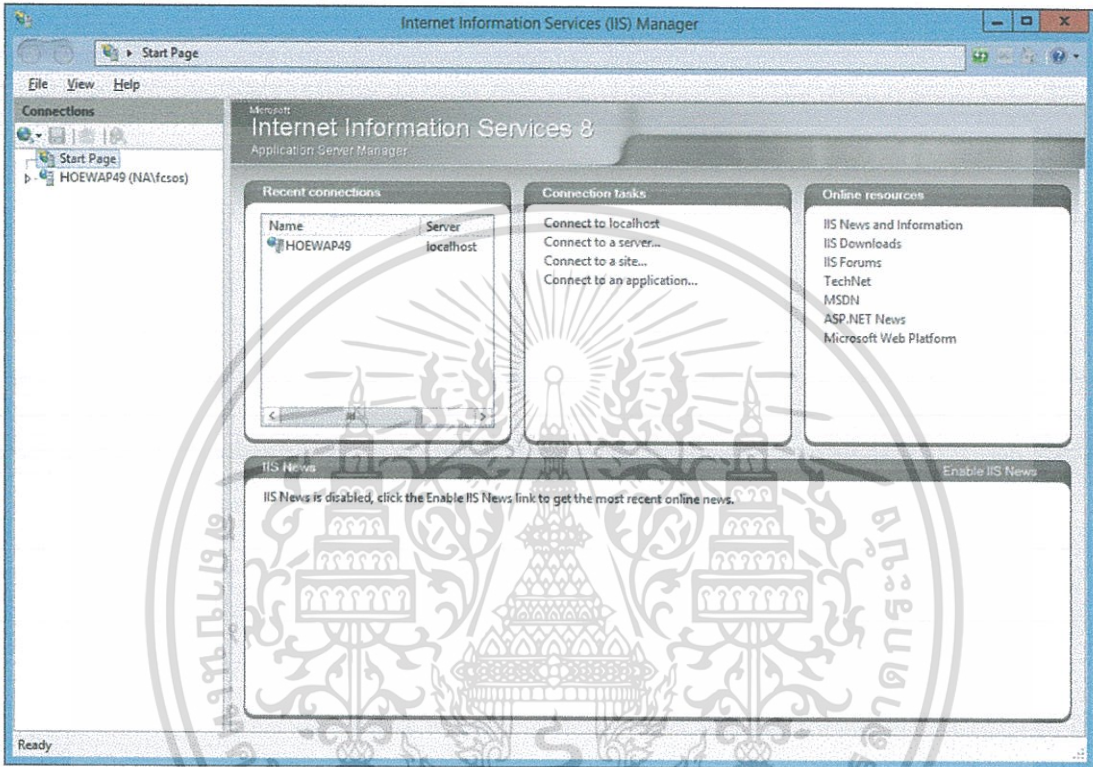 Internet Information Services (IIS) Manager
Start Page
File View Help
Connections
Start Page
HOEWAP49 (NA\fcsos)
Microsoft
Internet Information Services 8
Application Server Manager
Recent connections
Name Server
HOEWAP49 localhost
Connection tasks
Connect to localhost
Connect to a server...
Connect to a site...
Connect to an application...
Online resources
IIS News and Information
IIS Downloads
IIS Forums
TechNet
MSDN
ASP.NET News
Microsoft Web Platform
IIS News
Enable IIS News
IIS News is disabled, click the Enable IIS News link to get the most recent online news.
Ready